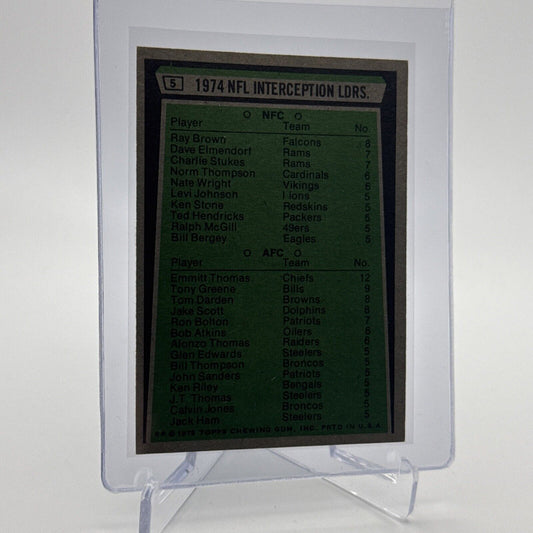 5 1974 NFL INTERCEPTION LDRS.
NFC
Player Team No.
Ray Brown Falcons 8
Dave Elmendorf Rams 7
Charlie Stukes Rams 7
Norm Thompson Cardinals 6
Nate Wright Vikings 6
Levi Johnson Lions 5
Ken Stone Redskins 5
Ted Hendricks Packers 5
Ralph McGill 49ers 5
Bill Bergey Eagles 5
AFC
Player Team No.
Emmitt Thomas Chiefs 12
Tony Greene Bills 9
Tom Darden Browns 8
Jake Scott Dolphins 8
Ron Bolton Patriots 7
Bob Atkins Oilers 6
Alonzo Thomas Raiders 6
Glen Edwards Steelers 5
Bill Thompson Broncos 5
John Sanders Patriots 5
Ken Riley Bengals 5
J.T. Thomas Steelers 5
Calvin Jones Broncos 5
Jack Ham Steelers 5
© 1975 TOPPS CHEWING GUM, INC. PRTD IN U.S.A.